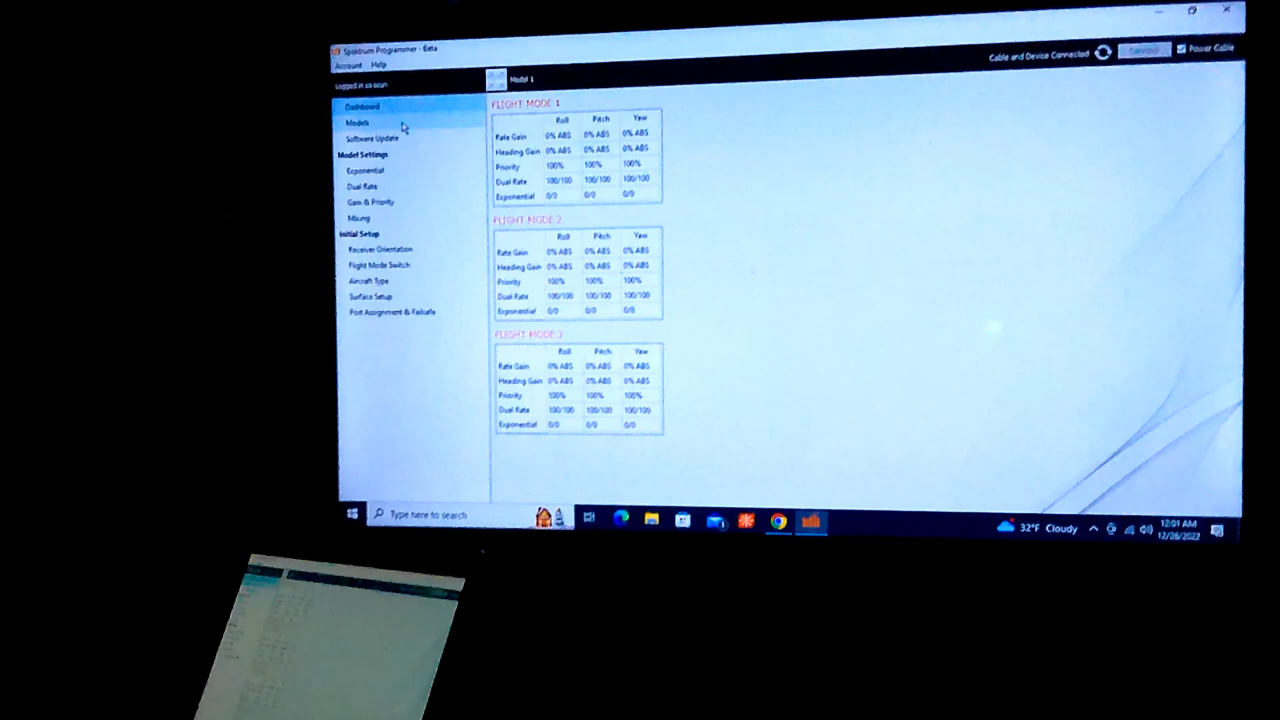 Spektrum Programmer - Beta
Account Help
Cable and Device Connected Connect Power Cable
Logged in as sean
Model 1
Dashboard
Models
Software Update
Model Settings
Exponential
Dual Rate
Gain & Priority
Mixing
Initial Setup
Receiver Orientation
Flight Mode Switch
Aircraft Type
Surface Setup
Port Assignment & Failsafe
FLIGHT MODE 1
Roll Pitch Yaw
Rate Gain 0% ABS 0% ABS 0% ABS
Heading Gain 0% ABS 0% ABS 0% ABS
Priority 100% 100% 100%
Dual Rate 100/100 100/100 100/100
Exponential 0/0 0/0 0/0
FLIGHT MODE 2
Roll Pitch Yaw
Rate Gain 0% ABS 0% ABS 0% ABS
Heading Gain 0% ABS 0% ABS 0% ABS
Priority 100% 100% 100%
Dual Rate 100/100 100/100 100/100
Exponential 0/0 0/0 0/0
FLIGHT MODE 3
Roll Pitch Yaw
Rate Gain 0% ABS 0% ABS 0% ABS
Heading Gain 0% ABS 0% ABS 0% ABS
Priority 100% 100% 100%
Dual Rate 100/100 100/100 100/100
Exponential 0/0 0/0 0/0
Type here to search
32°F Cloudy
12:01 AM
12/26/2022